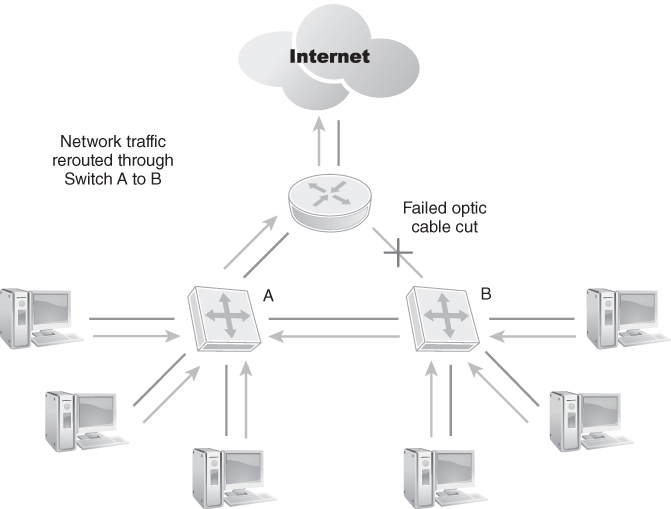 Internet
Network traffic
rerouted through
Switch A to B
Failed optic
cable cut
A
B